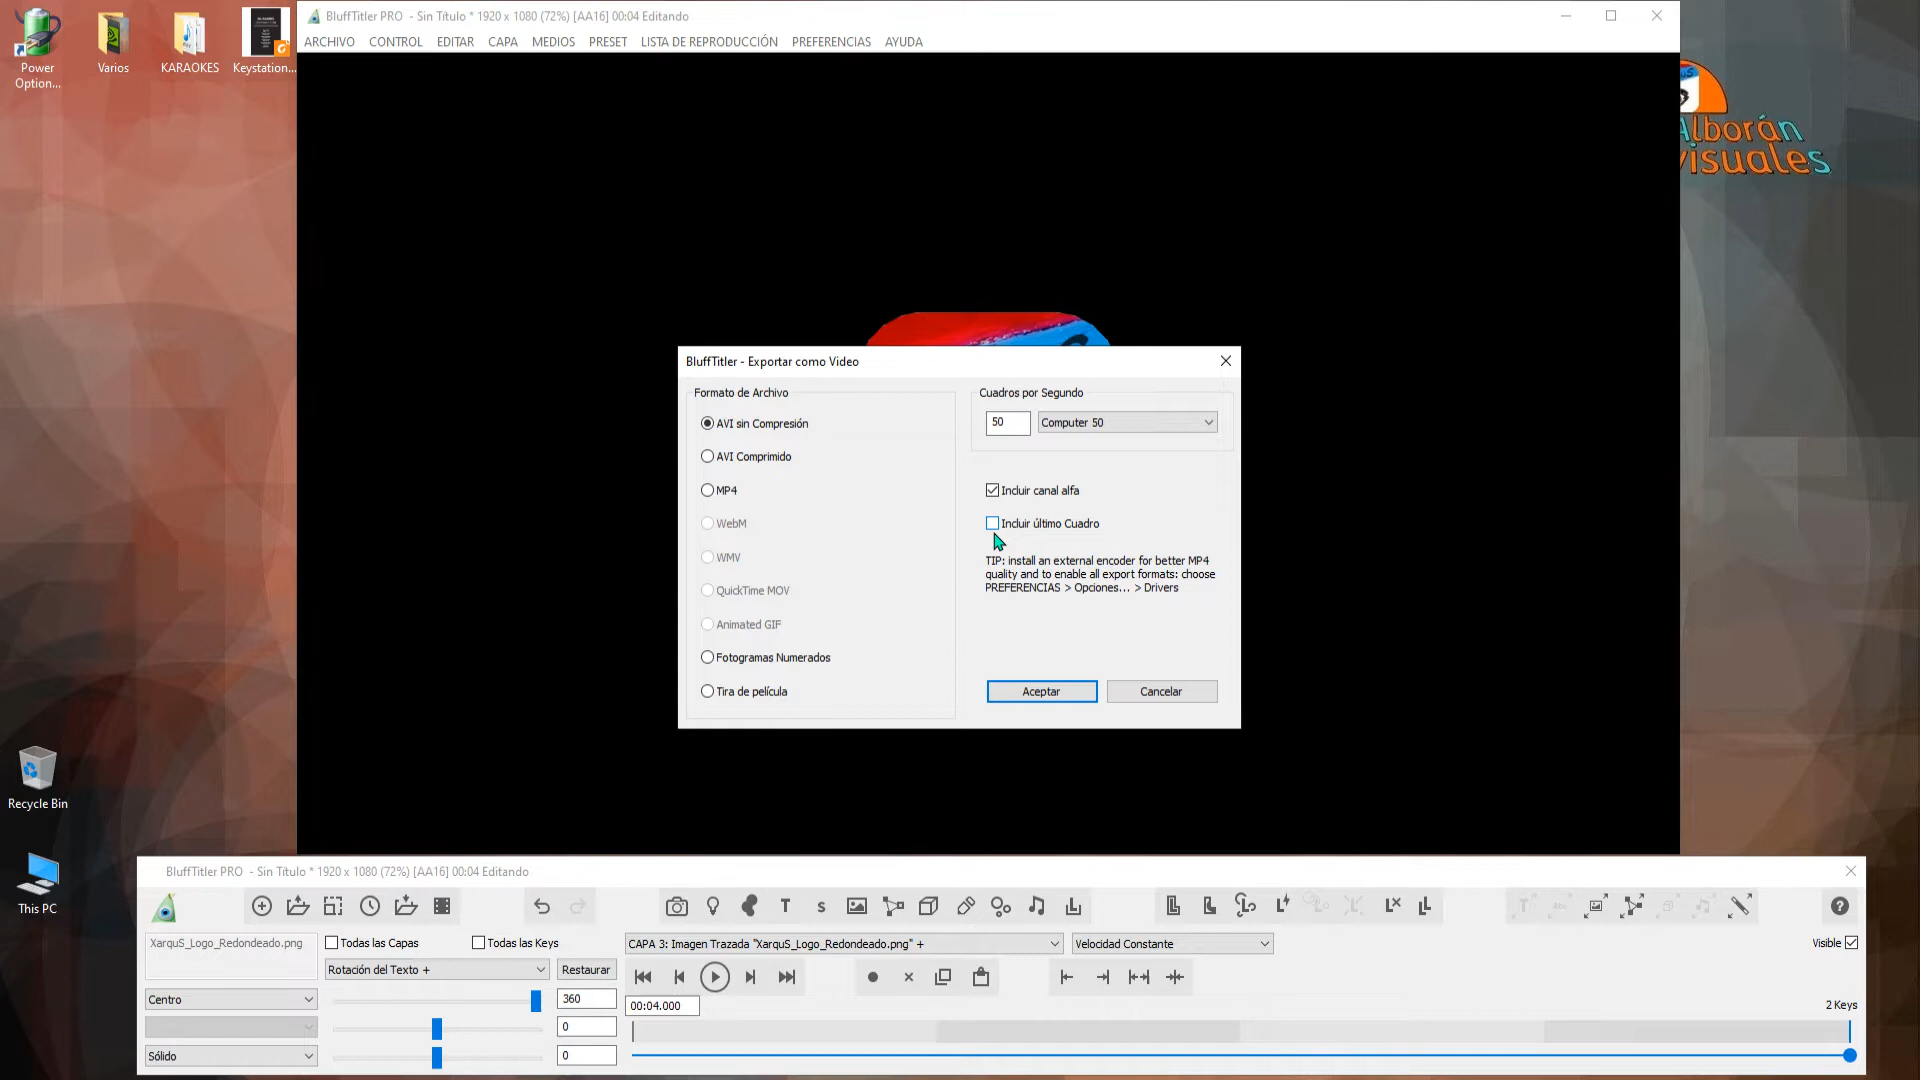 Power
Option...
Varios
KARAOKES
Keystation...
BluffTitler PRO - Sin Título * 1920 x 1080 (72%) [AA16] 00:04 Editando
ARCHIVO CONTROL EDITAR CAPA MEDIOS PRESET LISTA DE REPRODUCCIÓN PREFERENCIAS AYUDA
Alborán
visuales
BluffTitler - Exportar como Video
Formato de Archivo
AVI sin Compresión
AVI Comprimido
MP4
WebM
WMV
QuickTime MOV
Animated GIF
Fotogramas Numerados
Tira de película
Cuadros por Segundo
50 Computer 50
Incluir canal alfa
Incluir último Cuadro
TIP: install an external encoder for better MP4
quality and to enable all export formats: choose
PREFERENCIAS > Opciones... > Drivers
Aceptar Cancelar
Recycle Bin
This PC
BluffTitler PRO - Sin Título * 1920 x 1080 (72%) [AA16] 00:04 Editando
XarquS_Logo_Redondeado.png
Todas las Capas Todas las Keys
CAPA 3: Imagen Trazada "XarquS_Logo_Redondeado.png" +
Velocidad Constante
Visible
Rotación del Texto +
Restaurar
Centro
360
00:04.000
2 Keys
0
Sólido
0